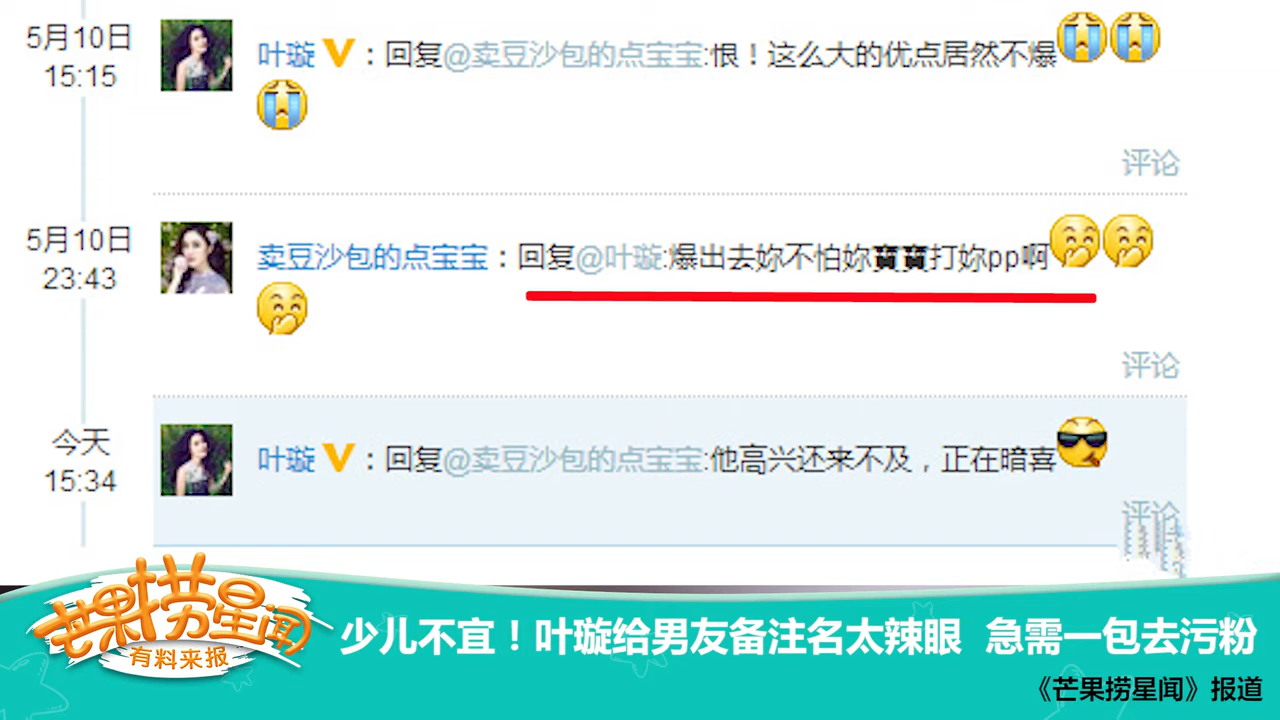 5月10日
15:15
叶璇V：回复@卖豆沙包的点宝宝:恨！这么大的优点居然不爆
评论
5月10日
23:43
卖豆沙包的点宝宝：回复@叶璇:爆出去妳不怕妳寳寳打妳pp啊
评论
今天
15:34
叶璇V：回复@卖豆沙包的点宝宝:他高兴还来不及，正在暗喜
评论
芒果捞星闻
有料来报
少儿不宜！叶璇给男友备注名太辣眼 急需一包去污粉
《芒果捞星闻》报道